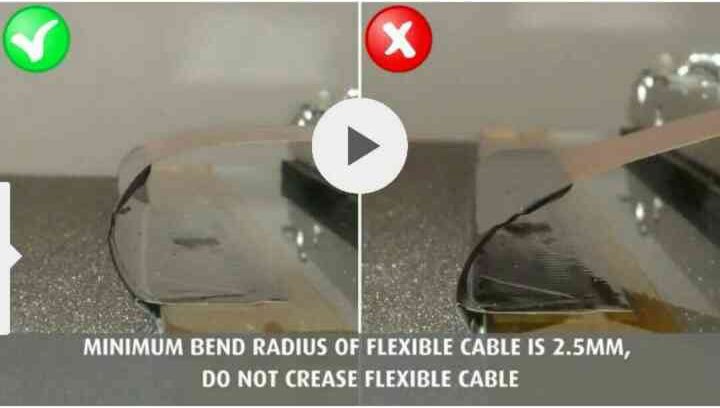 MINIMUM BEND RADIUS OF FLEXIBLE CABLE IS 2.5MM,
DO NOT CREASE FLEXIBLE CABLE